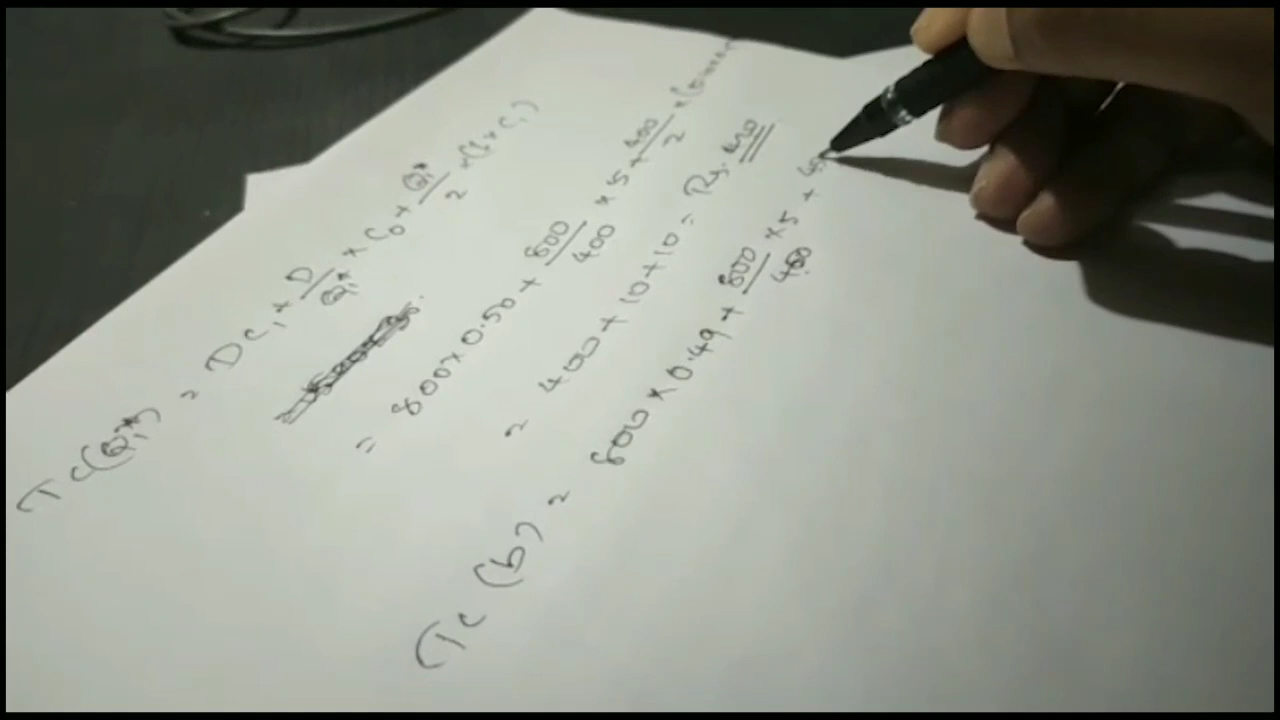 TC(Q₁*) = DC₁ + D/Q₁* × C₀ + Q₁*/2 × (I × C₁)
= 800 × 0.50 + 800/400 × 5 + 400/2 ×
= 400 + 10 + 10 = Rs. 420
TC (b) = 800 × 0.49 + 800/ × 5 +